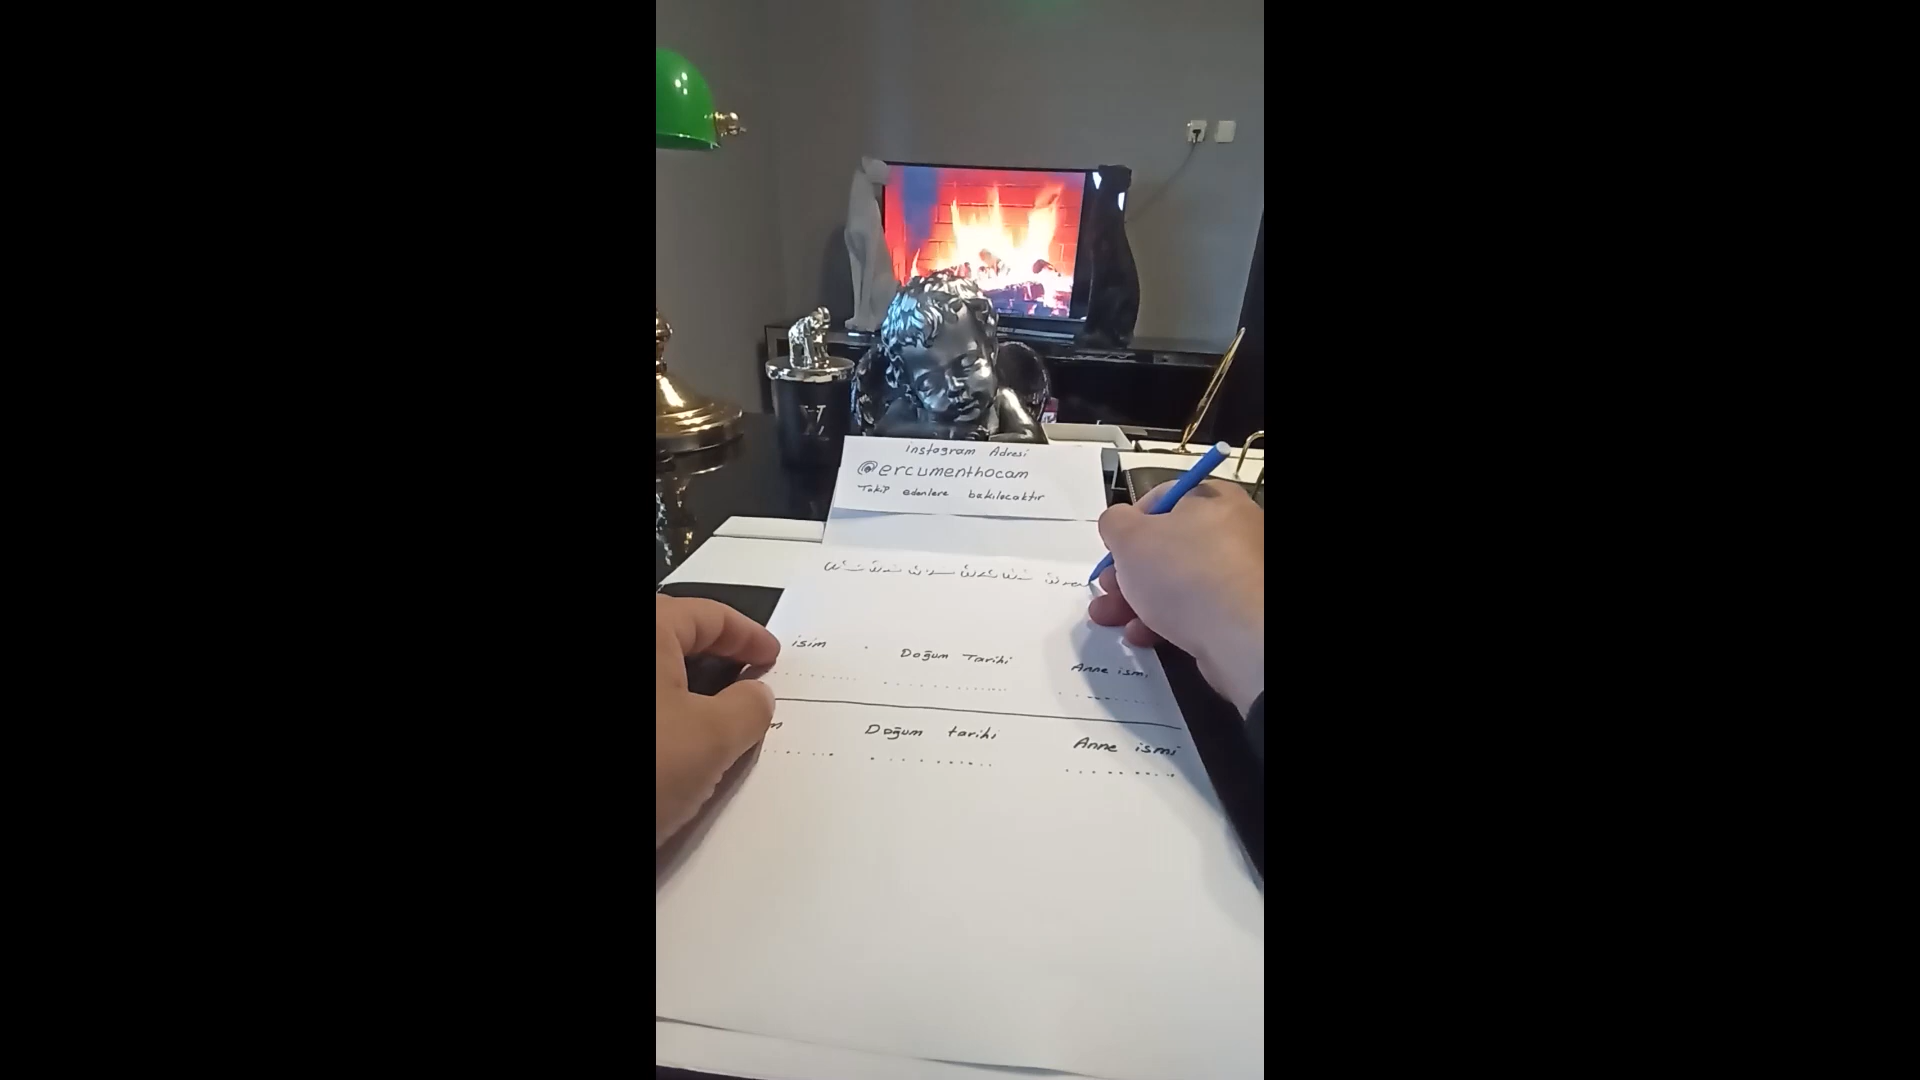 instagram Adresi
@ercumenthocam
Takip edenlere bakılacaktır
isim Doğum Tarihi Anne ismi
Doğum tarihi Anne ismi